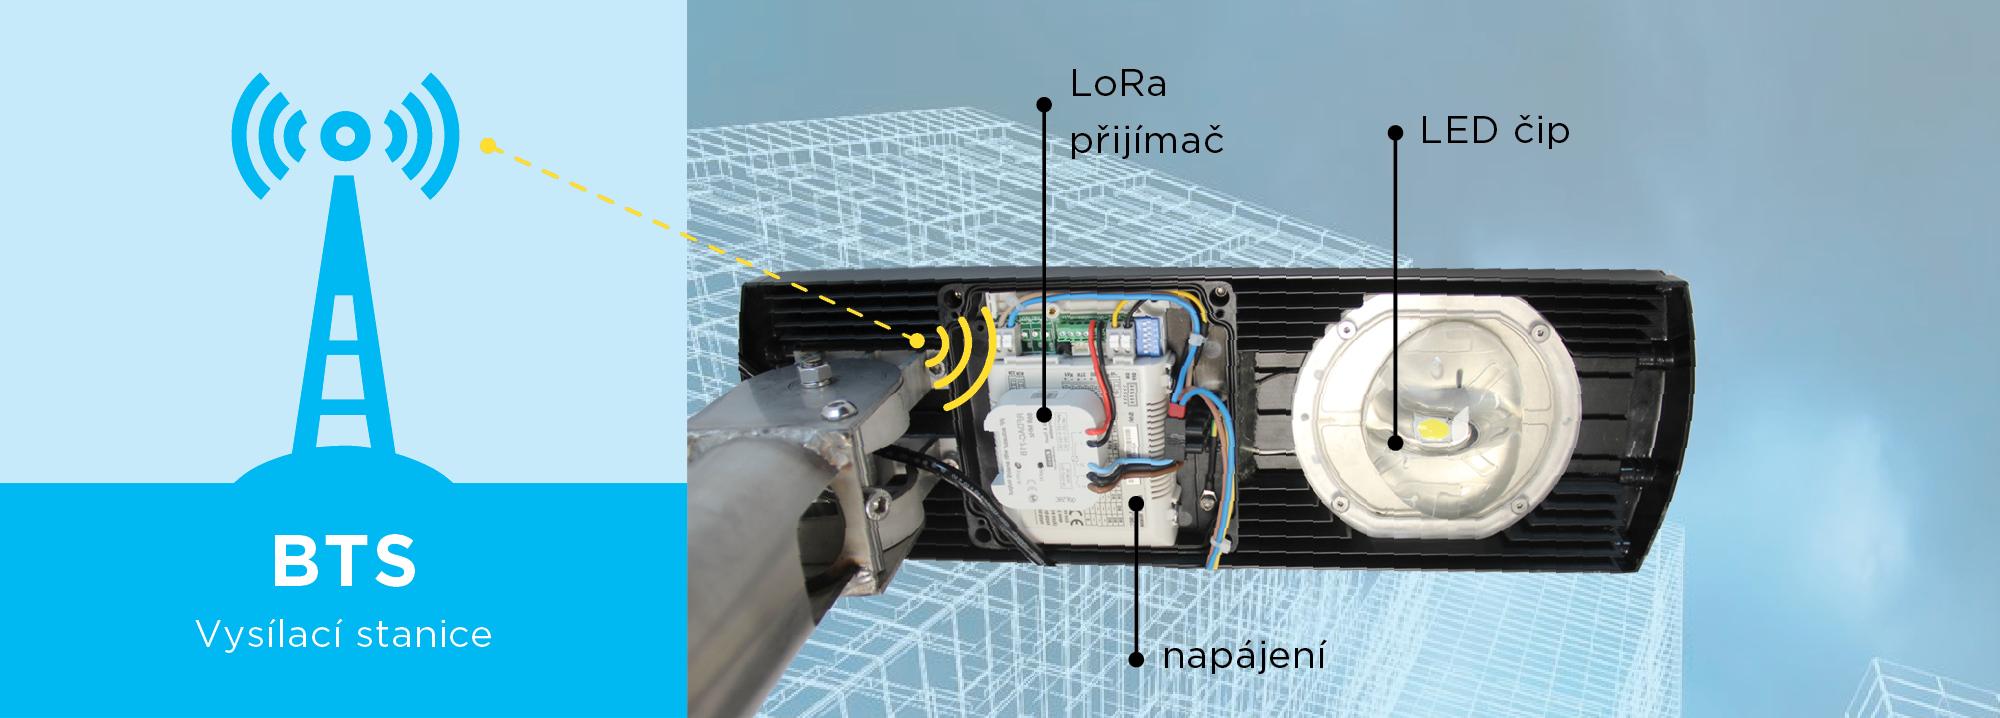 LoRa
přijímač
LED čip
BTS
Vysílací stanice
napájení